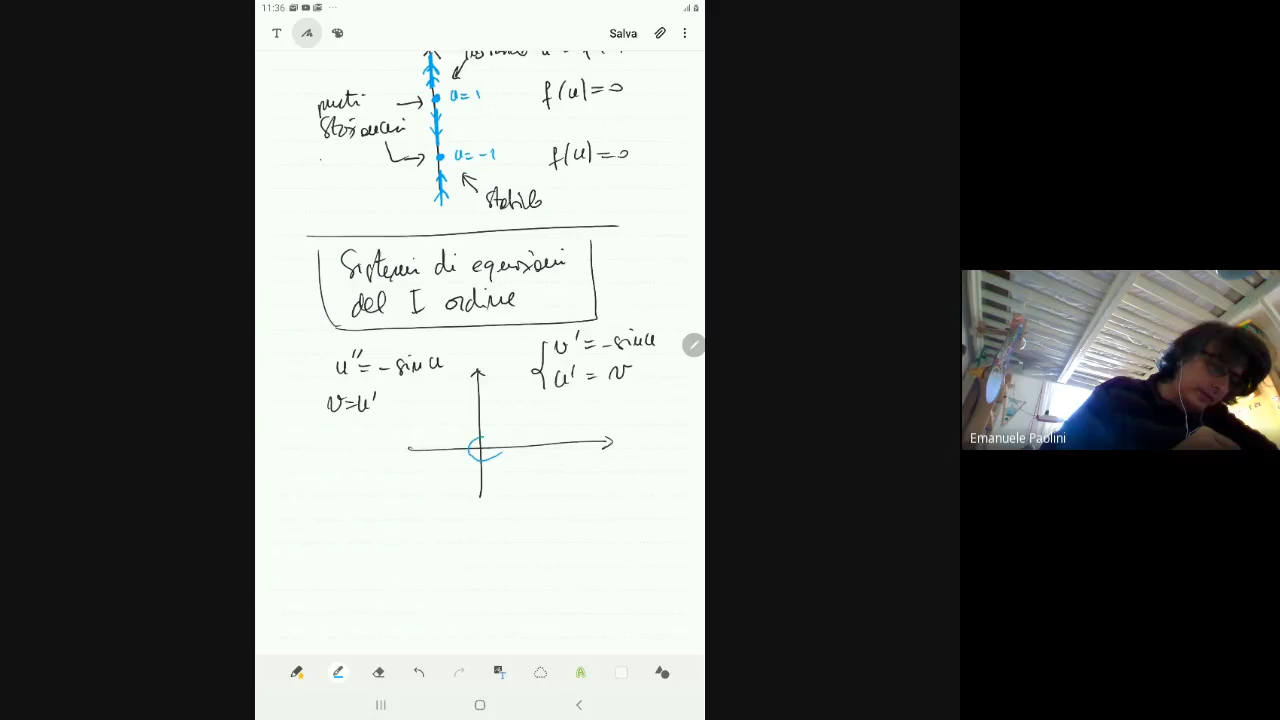 11:36
T
Salva
u=1
f(u)=0
punti
stazionari
u=-1
f(u)=0
stabile
Sistemi di equazioni
del I ordine
u''=-sin u
v=u'
v'=-sin u
u'=v
Emanuele Paolini